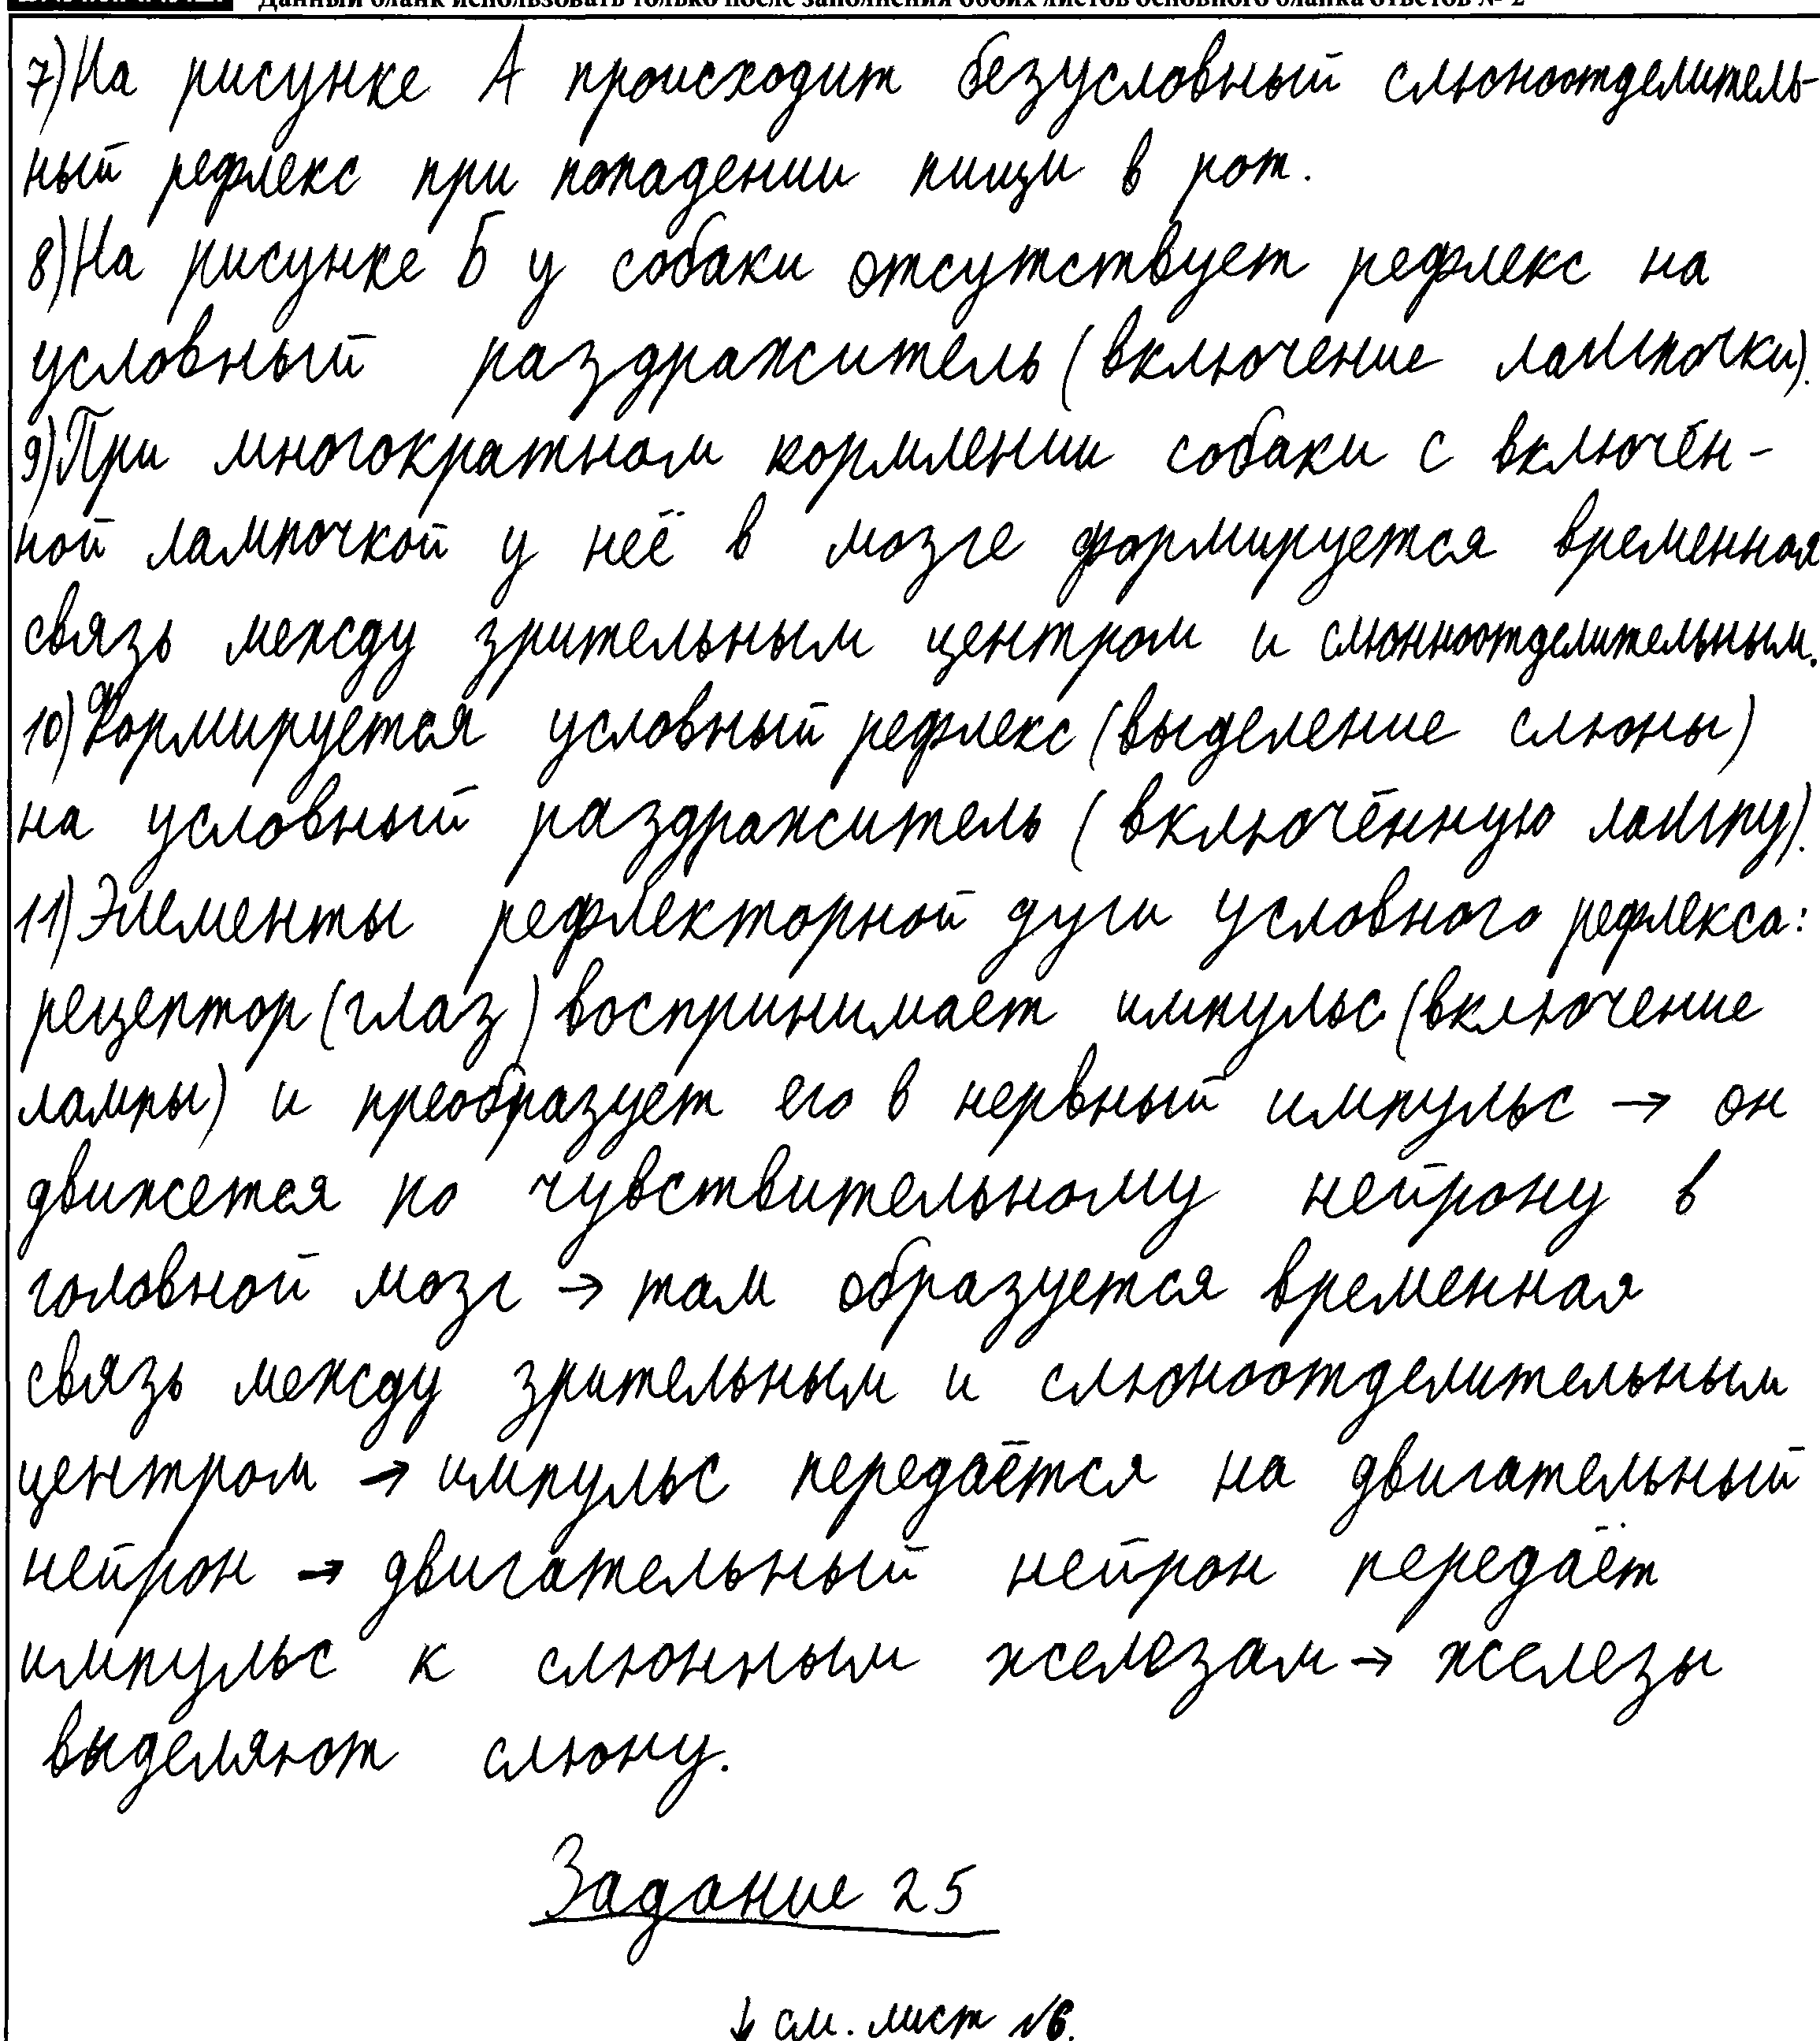 Данный бланк использовать только после заполнения обоих листов основного бланка ответов № 2
7) На рисунке А происходит безусловный слюноотделитель-
ный рефлекс при попадении пищи в рот.
8) На рисунке Б у собаки отсутствует рефлекс на
условный раздражитель (включение лампочки).
9) При многократном кормлении собаки с включён-
ной лампочкой у неё в мозге формируется временная
связь между зрительным центром и слюнноотделительным.
10) Формируется условный рефлекс (выделение слюны)
на условный раздражитель (включённую лампу).
11) Элементы рефлекторной дуги условного рефлекса:
рецептор (глаз) воспринимает импульс (включение
лампы) и преобразует его в нервный импульс → он
движется по чувствительному нейрону в
головной мозг → там образуется временная
связь между зрительным и слюноотделительным
центром → импульс передаётся на двигательный
нейрон → двигательный нейрон передаёт
импульс к слюнным железам → железы
выделяют слюну.
Задание 25
↓ см. лист №6.